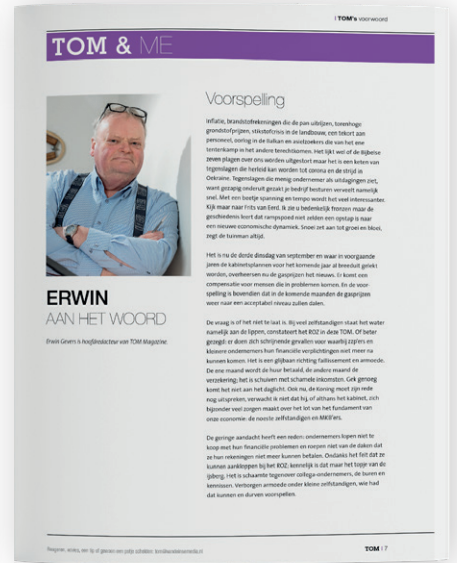 | TOM's voorwoord
TOM & ME
Voorspelling
Inflatie, brandstofrekeningen die de pan uitrijzen, torenhoge
grondstofprijzen, stikstofcrisis in de landbouw, een tekort aan
personeel, oorlog in de Balkan en asielzoekers die van het ene
tentenkamp in het andere terechtkomen. Het lijkt wel of de Bijbelse
zeven plagen over ons worden uitgestort maar het is een keten van
tegenslagen die herleid kan worden tot corona en de strijd in
Oekraïne. Tegenslagen die menig ondernemer als uitdagingen ziet,
want gezapig onderuit gezakt je bedrijf besturen verveelt namelijk
snel. Met een beetje spanning en tempo wordt het veel interessanter.
Kijk maar naar Frits van Eerd. Ik zie u bedenkelijk fronzen maar de
geschiedenis leert dat rampspoed niet zelden een opstap is naar
een nieuwe economische dynamiek. Snoei zet aan tot groei en bloei,
zegt de tuinman altijd.
Het is nu de derde dinsdag van september en waar in voorgaande
jaren de kabinetsplannen voor het komende jaar al breeduit gelekt
worden, overheersen nu de gasprijzen het nieuws. Er komt een
compensatie voor mensen die in problemen komen. En de voor-
spelling is bovendien dat in de komende maanden de gasprijzen
weer naar een acceptabel niveau zullen dalen.
De vraag is of het niet te laat is. Bij veel zelfstandigen staat het water
namelijk aan de lippen, constateert het ROZ in deze TOM. Of beter
gezegd: er doen zich schrijnende gevallen voor waarbij zzp'ers en
kleinere ondernemers hun financiële verplichtingen niet meer na
kunnen komen. Het is een glijbaan richting faillissement en armoede.
De ene maand wordt de huur betaald, de andere maand de
verzekering; het is schuiven met schamele inkomsten. Gek genoeg
komt het niet aan het daglicht. Ook nu, de Koning moet zijn rede
nog uitspreken, verwacht ik niet dat hij, of althans het kabinet, zich
bijzonder veel zorgen maakt over het lot van het fundament van
onze economie: de noeste zelfstandigen en MKB'ers.
De geringe aandacht heeft een reden: ondernemers lopen niet te
koop met hun financiële problemen en roepen niet van de daken dat
ze hun rekeningen niet meer kunnen betalen. Ondanks het feit dat ze
kunnen aankloppen bij het ROZ; kennelijk is dat maar het topje van de
ijsberg. Het is schaamte tegenover collega-ondernemers, de buren en
kennissen. Verborgen armoede onder kleine zelfstandigen, wie had
dat kunnen en durven voorspellen.
ERWIN
AAN HET WOORD
Erwin Gevers is hoofdredacteur van TOM Magazine.
TOM | 7